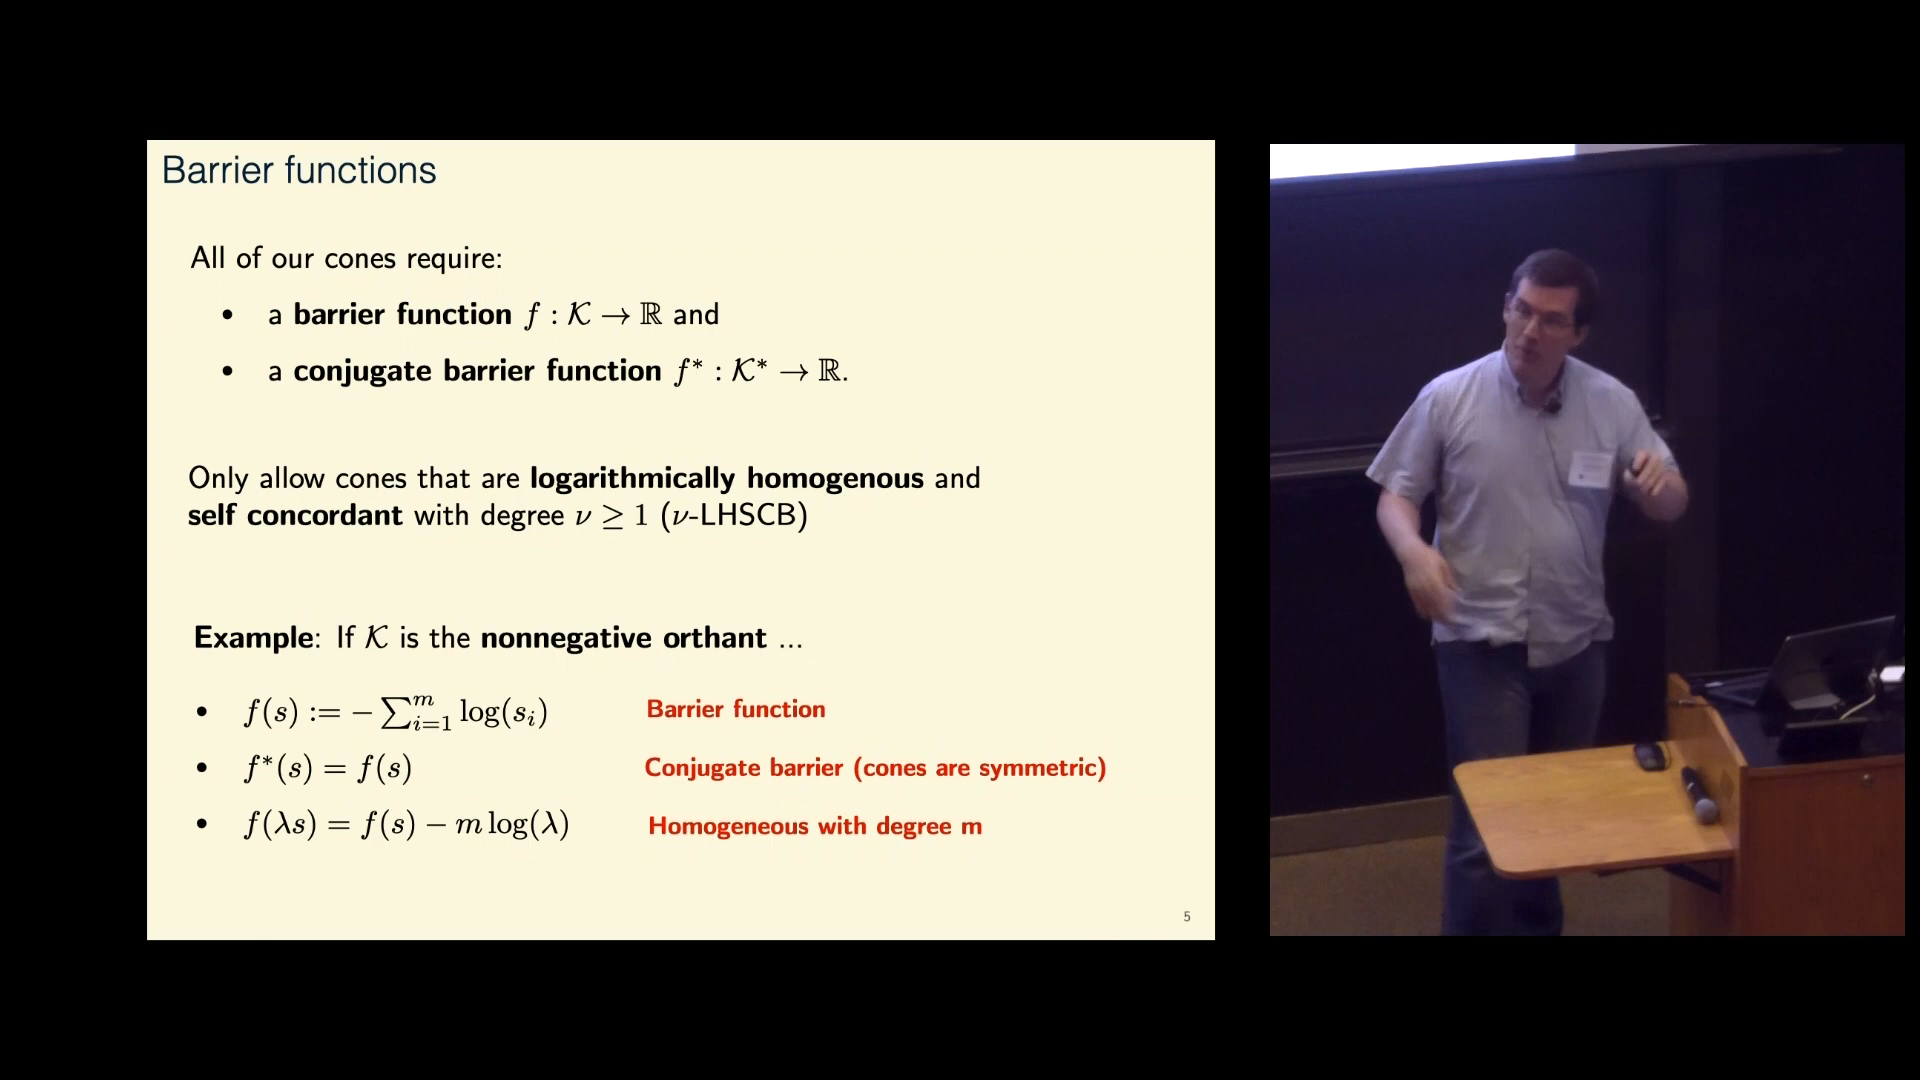 Barrier functions
All of our cones require:
• a barrier function f : 𝒦 → ℝ and
• a conjugate barrier function f* : 𝒦* → ℝ.
Only allow cones that are logarithmically homogenous and
self concordant with degree ν ≥ 1 (ν-LHSCB)
Example: If 𝒦 is the nonnegative orthant ...
• f(s) := − ∑ᵢ₌₁ᵐ log(sᵢ) Barrier function
• f*(s) = f(s) Conjugate barrier (cones are symmetric)
• f(λs) = f(s) − m log(λ) Homogeneous with degree m
5